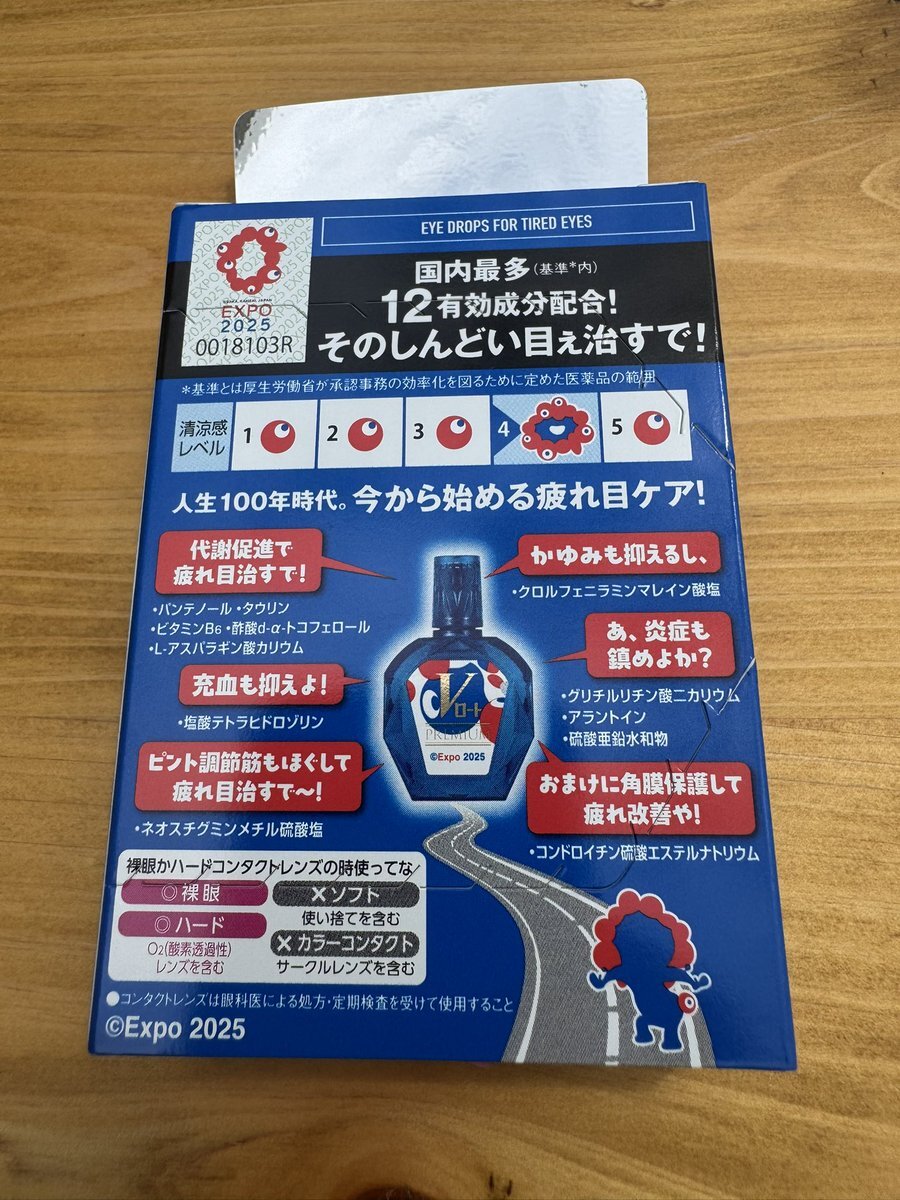 EYE DROPS FOR TIRED EYES
OSAKA, KANSAI, JAPAN
EXPO
2025
0018103R
国内最多(基準*内)
12有効成分配合!
そのしんどい目ぇ治すで!
*基準とは厚生労働省が承認事務の効率化を図るために定めた医薬品の範囲
清涼感
レベル
1
2
3
4
5
人生100年時代。今から始める疲れ目ケア!
代謝促進で
疲れ目治すで!
・パンテノール ・タウリン
・ビタミンB6 ・酢酸d-α-トコフェロール
・L-アスパラギン酸カリウム
かゆみも抑えるし、
・クロルフェニラミンマレイン酸塩
充血も抑えよ!
・塩酸テトラヒドロゾリン
あ、炎症も
鎮めよか?
・グリチルリチン酸二カリウム
・アラントイン
・硫酸亜鉛水和物
ピント調節筋もほぐして
疲れ目治すで〜!
・ネオスチグミンメチル硫酸塩
おまけに角膜保護して
疲れ改善や!
・コンドロイチン硫酸エステルナトリウム
V
ロート
PREMIUM
©Expo 2025
裸眼かハードコンタクトレンズの時使ってな
◎裸眼
◎ハード
O2(酸素透過性)
レンズを含む
×ソフト
使い捨てを含む
×カラーコンタクト
サークルレンズを含む
●コンタクトレンズは眼科医による処方・定期検査を受けて使用すること
©Expo 2025